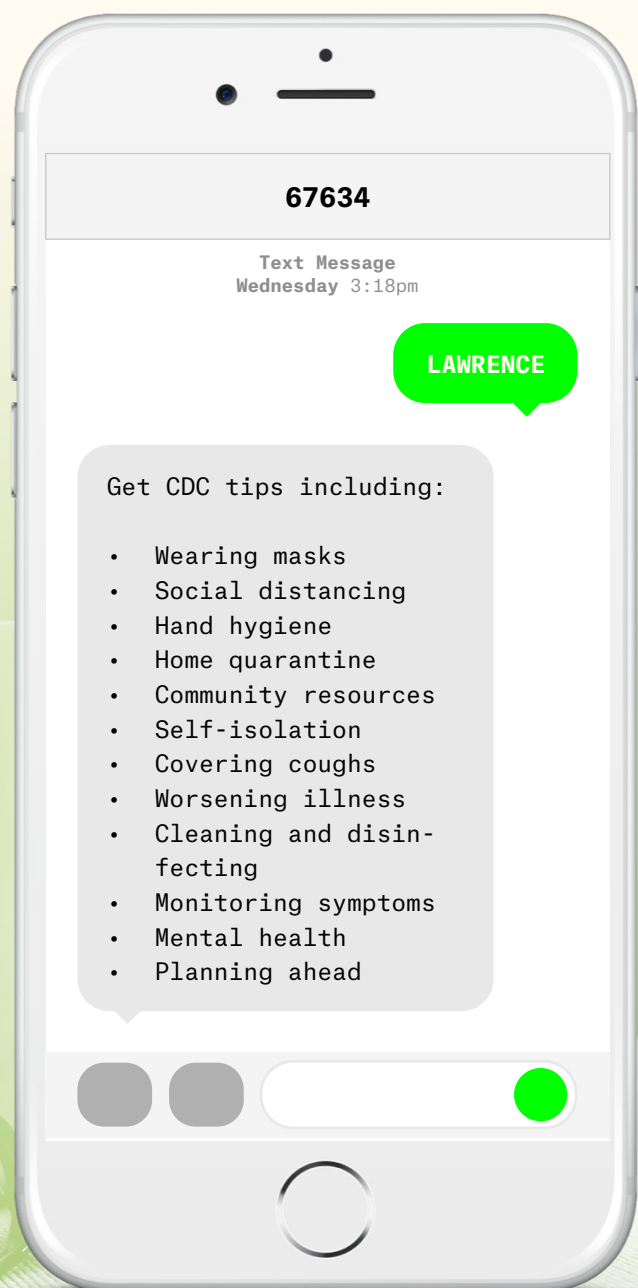 67634
Text Message
Wednesday 3:18pm
LAWRENCE
Get CDC tips including:
• Wearing masks
• Social distancing
• Hand hygiene
• Home quarantine
• Community resources
• Self-isolation
• Covering coughs
• Worsening illness
• Cleaning and disin-
fecting
• Monitoring symptoms
• Mental health
• Planning ahead